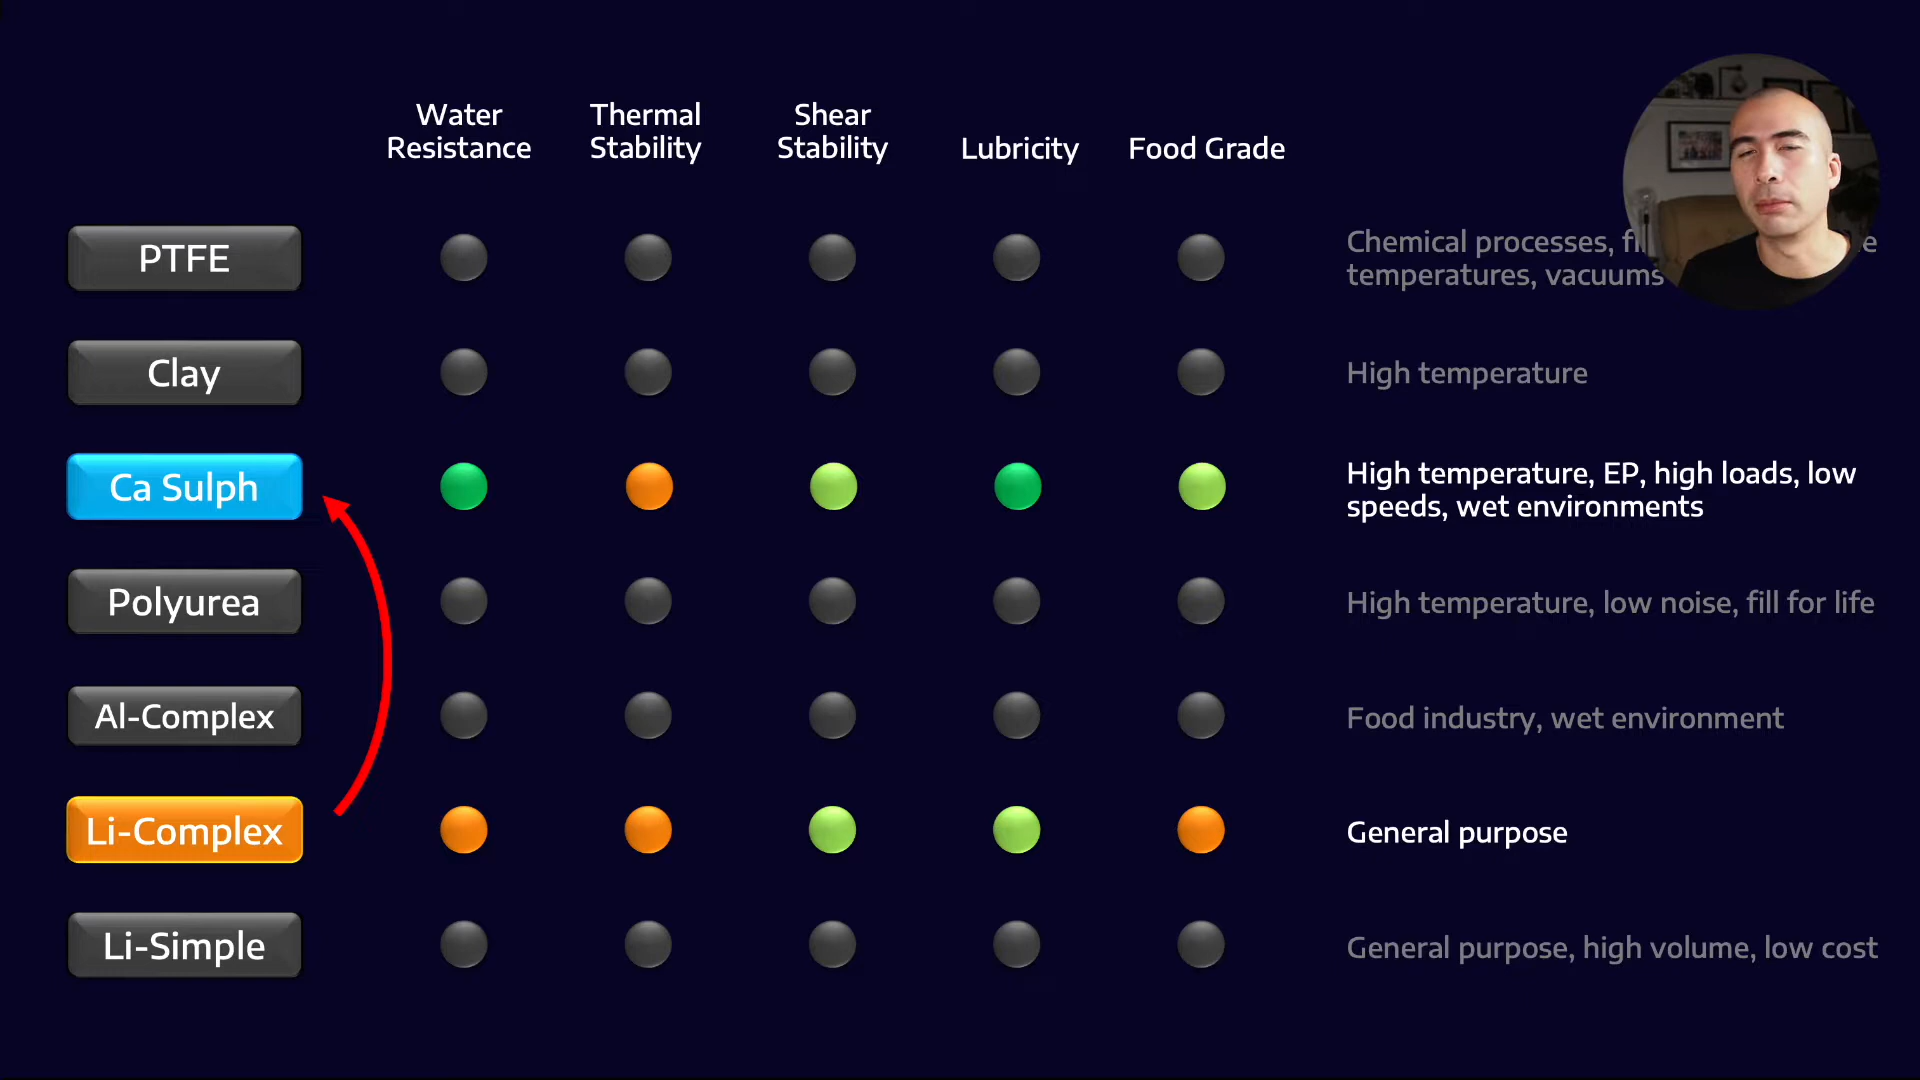 Water
Resistance
Thermal
Stability
Shear
Stability
Lubricity
Food Grade
PTFE
Chemical processes,
temperatures, vacuums
Clay
High temperature
Ca Sulph
High temperature, EP, high loads, low
speeds, wet environments
Polyurea
High temperature, low noise, fill for life
Al-Complex
Food industry, wet environment
Li-Complex
General purpose
Li-Simple
General purpose, high volume, low cost